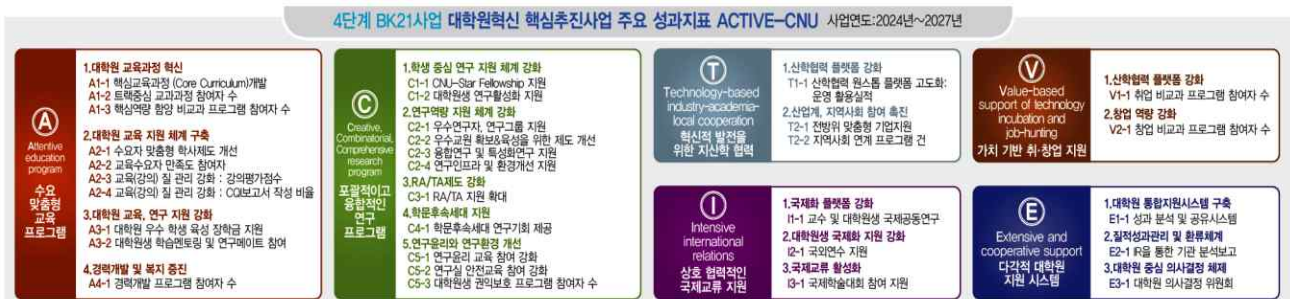 4단계 BK21사업 대학원혁신 핵심추진사업 주요 성과지표 ACTIVE-CNU 사업연도:2024년~2027년
A
Attentive
education
program
수요
맞춤형
교육
프로그램
1.대학원 교육과정 혁신
A1-1 핵심교육과정 (Core Curriculum)개발
A1-2 트랙중심 교과과정 참여자 수
A1-3 핵심역량 함양 비교과 프로그램 참여자 수
2.대학원 교육 지원 체계 구축
A2-1 수요자 맞춤형 학사제도 개선
A2-2 교육수요자 만족도 참여자
A2-3 교육(강의) 질 관리 강화 : 강의평가점수
A2-4 교육(강의) 질 관리 강화 : CQI보고서 작성 비율
3.대학원 교육, 연구 지원 강화
A3-1 대학원 우수 학생 육성 장학금 지원
A3-2 대학원생 학습멘토링 및 연구메이트 참여
4.경력개발 및 복지 증진
A4-1 경력개발 프로그램 참여자 수
C
Creative,
Combinatorial,
Comprehensive
research
program
포괄적이고
융합적인
연구
프로그램
1.학생 중심 연구 지원 체계 강화
C1-1 CNU-Star Fellowship 지원
C1-2 대학원생 연구활성화 지원
2.연구역량 지원 체계 강화
C2-1 우수연구자, 연구그룹 지원
C2-2 우수교원 확보&육성을 위한 제도 개선
C2-3 융합연구 및 특성화연구 지원
C2-4 연구인프라 및 환경개선 지원
3.RA/TA제도 강화
C3-1 RA/TA 지원 확대
4.학문후속세대 지원
C4-1 학문후속세대 연구기회 제공
5.연구윤리와 연구환경 개선
C5-1 연구윤리 교육 참여 강화
C5-2 연구실 안전교육 참여 강화
C5-3 대학원생 권익보호 프로그램 참여자 수
T
Technology-based
industry-academia-
local cooperation
혁신적 발전을
위한 지산학 협력
1.산학협력 플랫폼 강화
T1-1 산학협력 원스톱 플랫폼 고도화:
운영 활용실적
2.산업계, 지역사회 참여 촉진
T2-1 전방위 맞춤형 기업지원
T2-2 지역사회 연계 프로그램 건
I
Intensive
international
relations
상호 협력적인
국제교류 지원
1.국제화 플랫폼 강화
I1-1 교수 및 대학원생 국제공동연구
2.대학원생 국제화 지원 강화
I2-1 국외연수 지원
3.국제교류 활성화
I3-1 국제학술대회 참여 지원
V
Value-based
support of technology
incubation and
job-hunting
가치 기반 취·창업 지원
1.산학협력 플랫폼 강화
V1-1 취업 비교과 프로그램 참여자 수
2.창업 역량 강화
V2-1 창업 비교과 프로그램 참여자 수
E
Extensive and
cooperative support
다각적 대학원
지원 시스템
1.대학원 통합지원시스템 구축
E1-1 성과 분석 및 공유시스템
2.질적성과관리 및 환류체계
E2-1 IR을 통한 기관 분석보고
3.대학원 중심 의사결정 체제
E3-1 대학원 의사결정 위원회